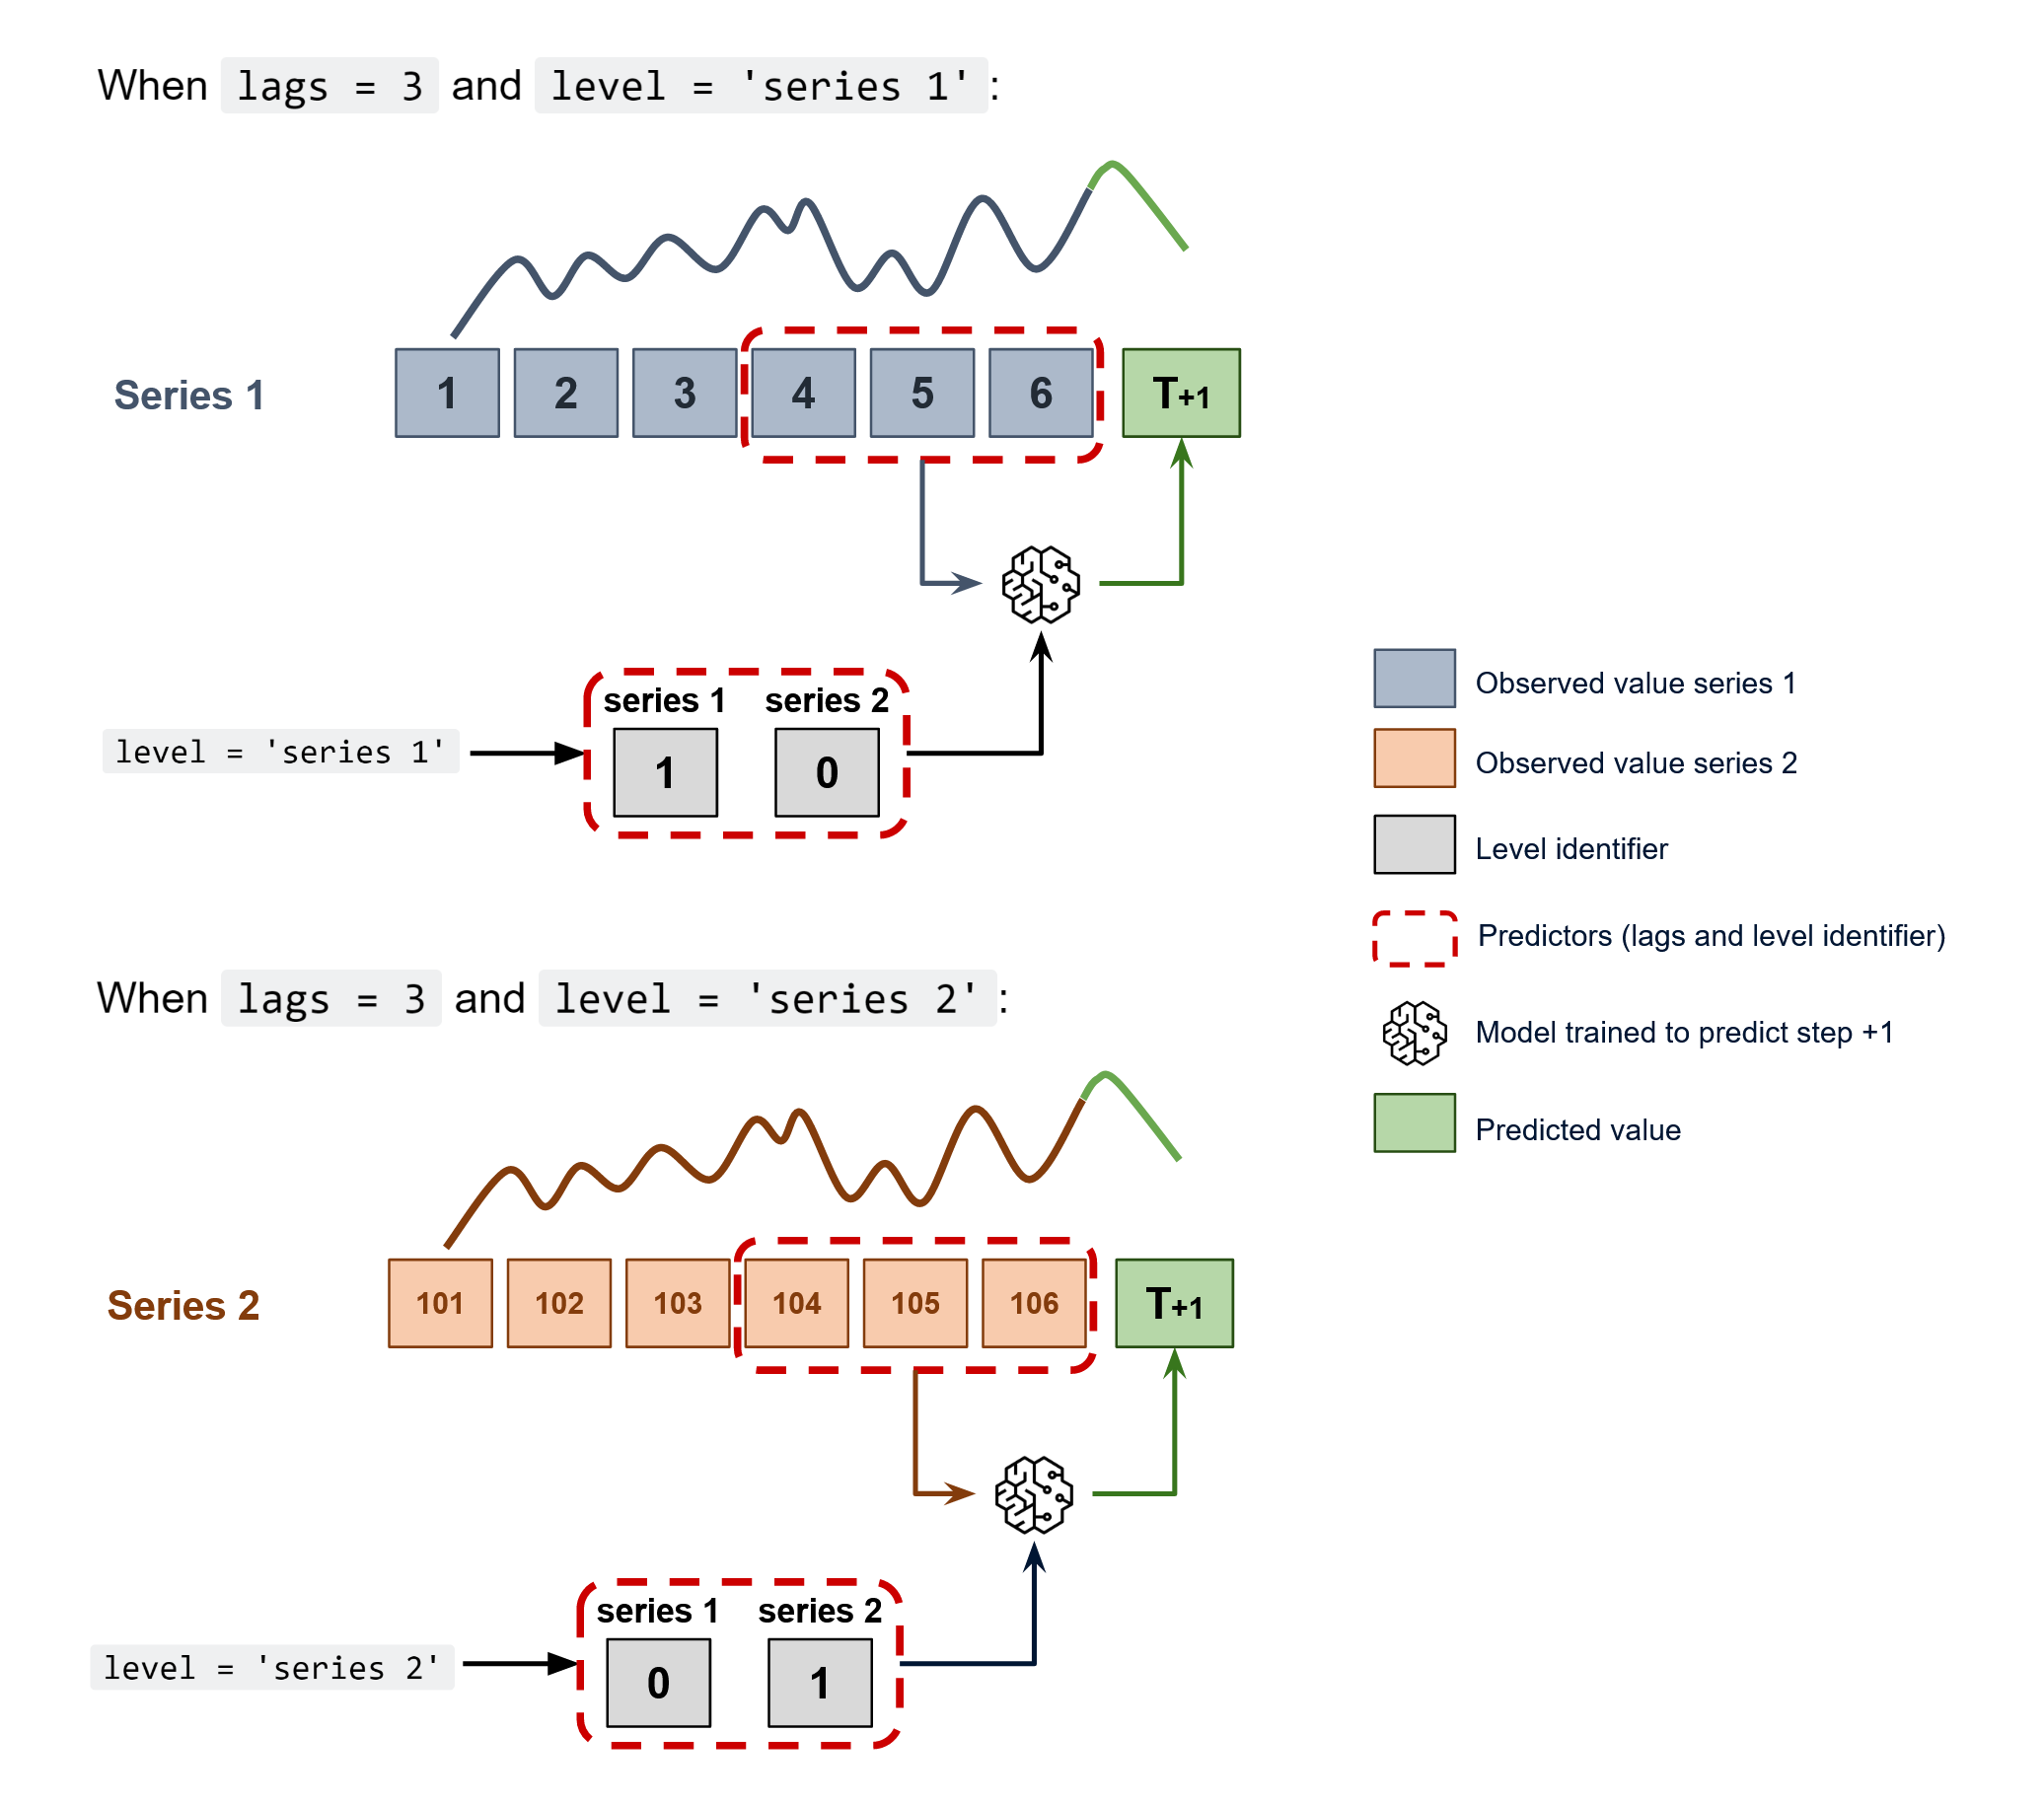 When lags = 3 and level = 'series 1':
Series 1
1 2 3 4 5 6 T+1
series 1 series 2
level = 'series 1'
1 0
When lags = 3 and level = 'series 2':
Series 2
101 102 103 104 105 106 T+1
series 1 series 2
level = 'series 2'
0 1
Observed value series 1
Observed value series 2
Level identifier
Predictors (lags and level identifier)
Model trained to predict step +1
Predicted value